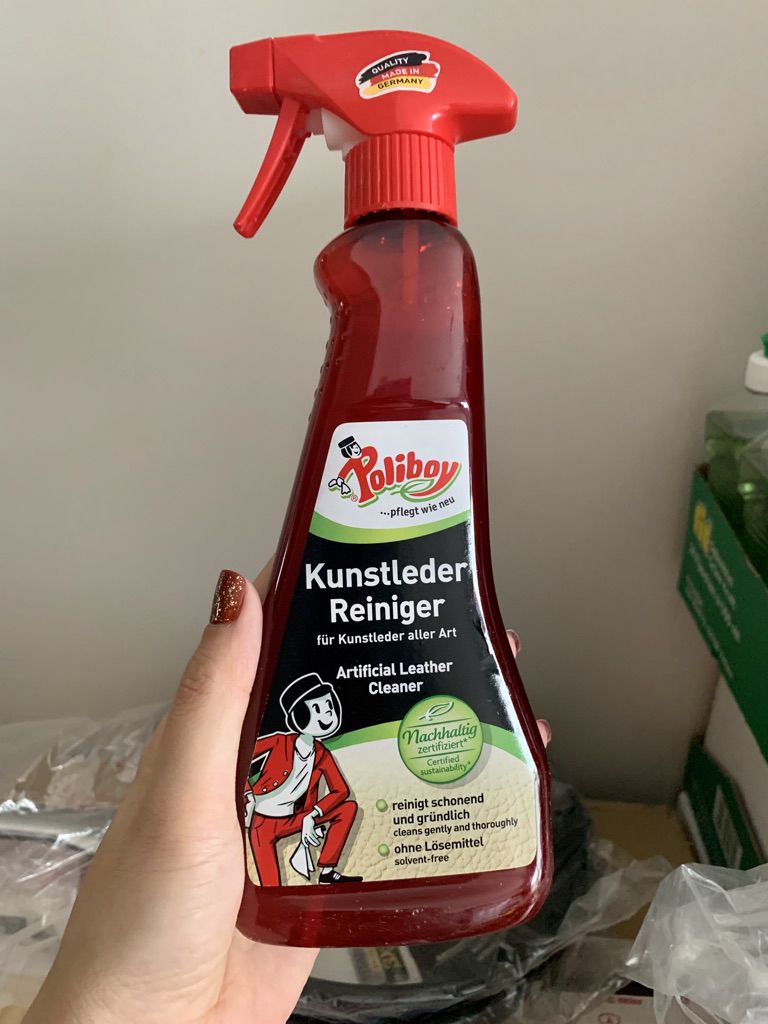 QUALITY
MADE IN
GERMANY
Poliboy
®
...pflegt wie neu
Kunstleder
Reiniger
für Kunstleder aller Art
Artificial Leather
Cleaner
Nachhaltig
zertifiziert*
Certified
sustainability*
reinigt schonend
und gründlich
cleans gently and thoroughly
ohne Lösemittel
solvent-free